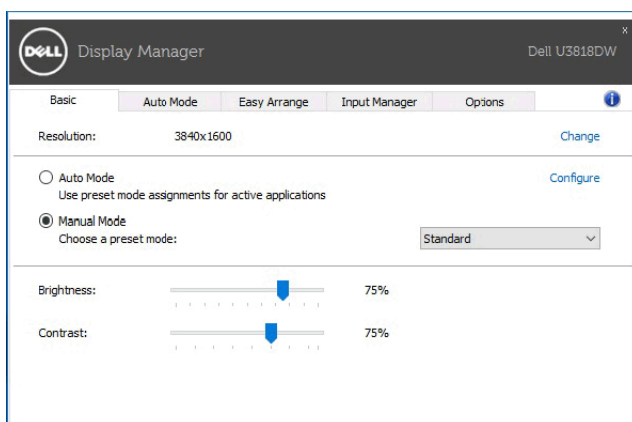 x
DELL Display Manager Dell U3818DW
Basic Auto Mode Easy Arrange Input Manager Options i
Resolution: 3840x1600 Change
Auto Mode Configure
Use preset mode assignments for active applications
Manual Mode
Choose a preset mode: Standard
Brightness: 75%
Contrast: 75%